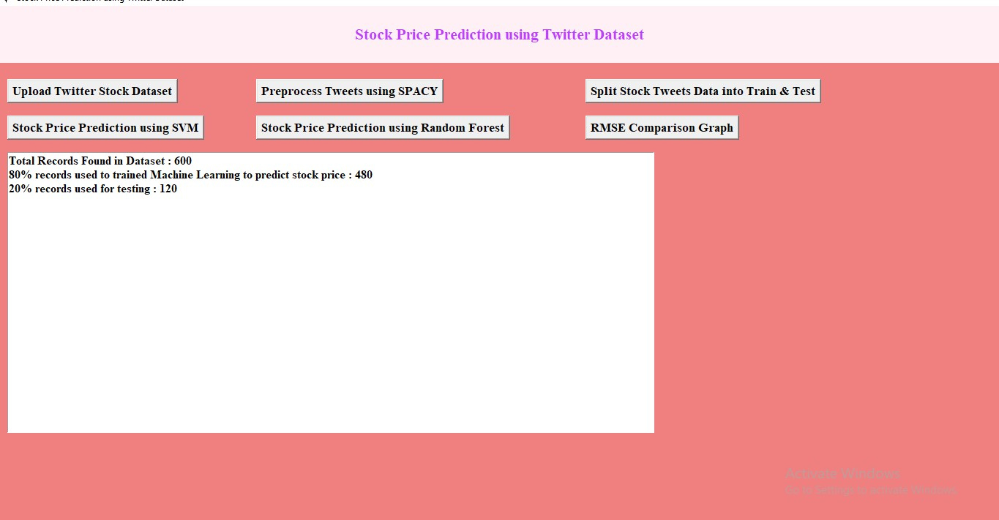 Stock Price Prediction using Twitter Dataset
Stock Price Prediction using Twitter Dataset
Upload Twitter Stock Dataset
Preprocess Tweets using SPACY
Split Stock Tweets Data into Train & Test
Stock Price Prediction using SVM
Stock Price Prediction using Random Forest
RMSE Comparison Graph
Total Records Found in Dataset : 600
80% records used to trained Machine Learning to predict stock price : 480
20% records used for testing : 120
Activate Windows
Go to Settings to activate Windows.